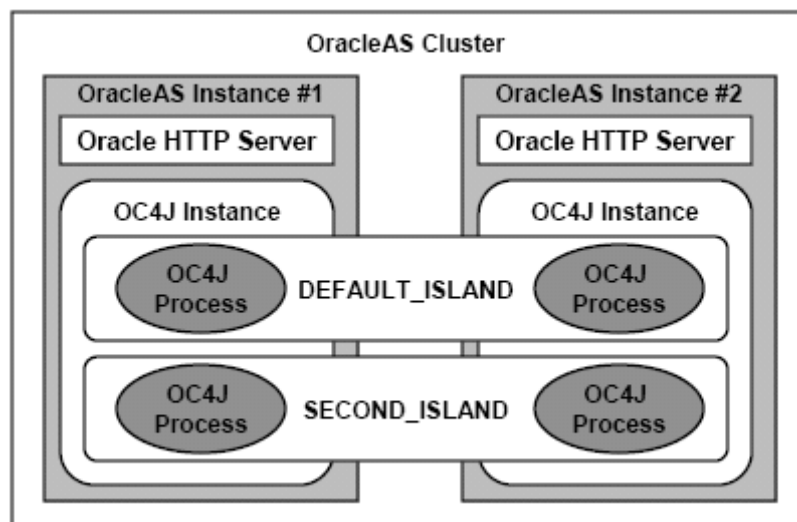 OracleAS Cluster
OracleAS Instance #1
Oracle HTTP Server
OC4J Instance
OracleAS Instance #2
Oracle HTTP Server
OC4J Instance
OC4J
Process
DEFAULT_ISLAND
OC4J
Process
OC4J
Process
SECOND_ISLAND
OC4J
Process